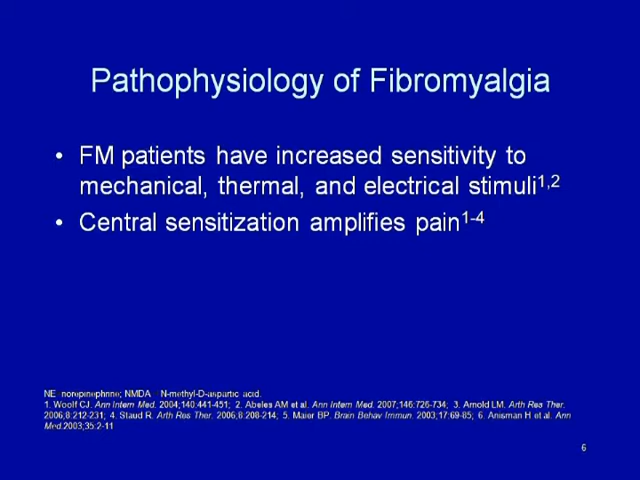 Pathophysiology of Fibromyalgia
• FM patients have increased sensitivity to
mechanical, thermal, and electrical stimuli1,2
• Central sensitization amplifies pain1-4
NE norepinephrine; NMDA N-methyl-D-aspartic acid.
1. Woolf CJ. Ann Intern Med. 2004;140:441-451; 2. Abeles AM et al. Ann Intern Med. 2007;146:726-734; 3. Arnold LM. Arth Res Ther.
2006;8:212-231; 4. Staud R. Arth Res Ther. 2006;8:208-214; 5. Maier BP. Brain Behav Immun. 2003;17:69-85; 6. Anisman H et al. Ann
Med.2003;35:2-11
6